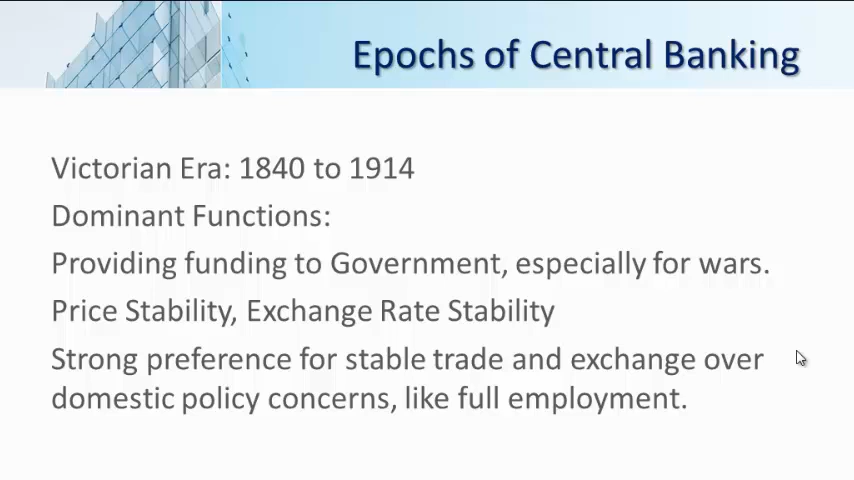 Epochs of Central Banking
Victorian Era: 1840 to 1914
Dominant Functions:
Providing funding to Government, especially for wars.
Price Stability, Exchange Rate Stability
Strong preference for stable trade and exchange over
domestic policy concerns, like full employment.